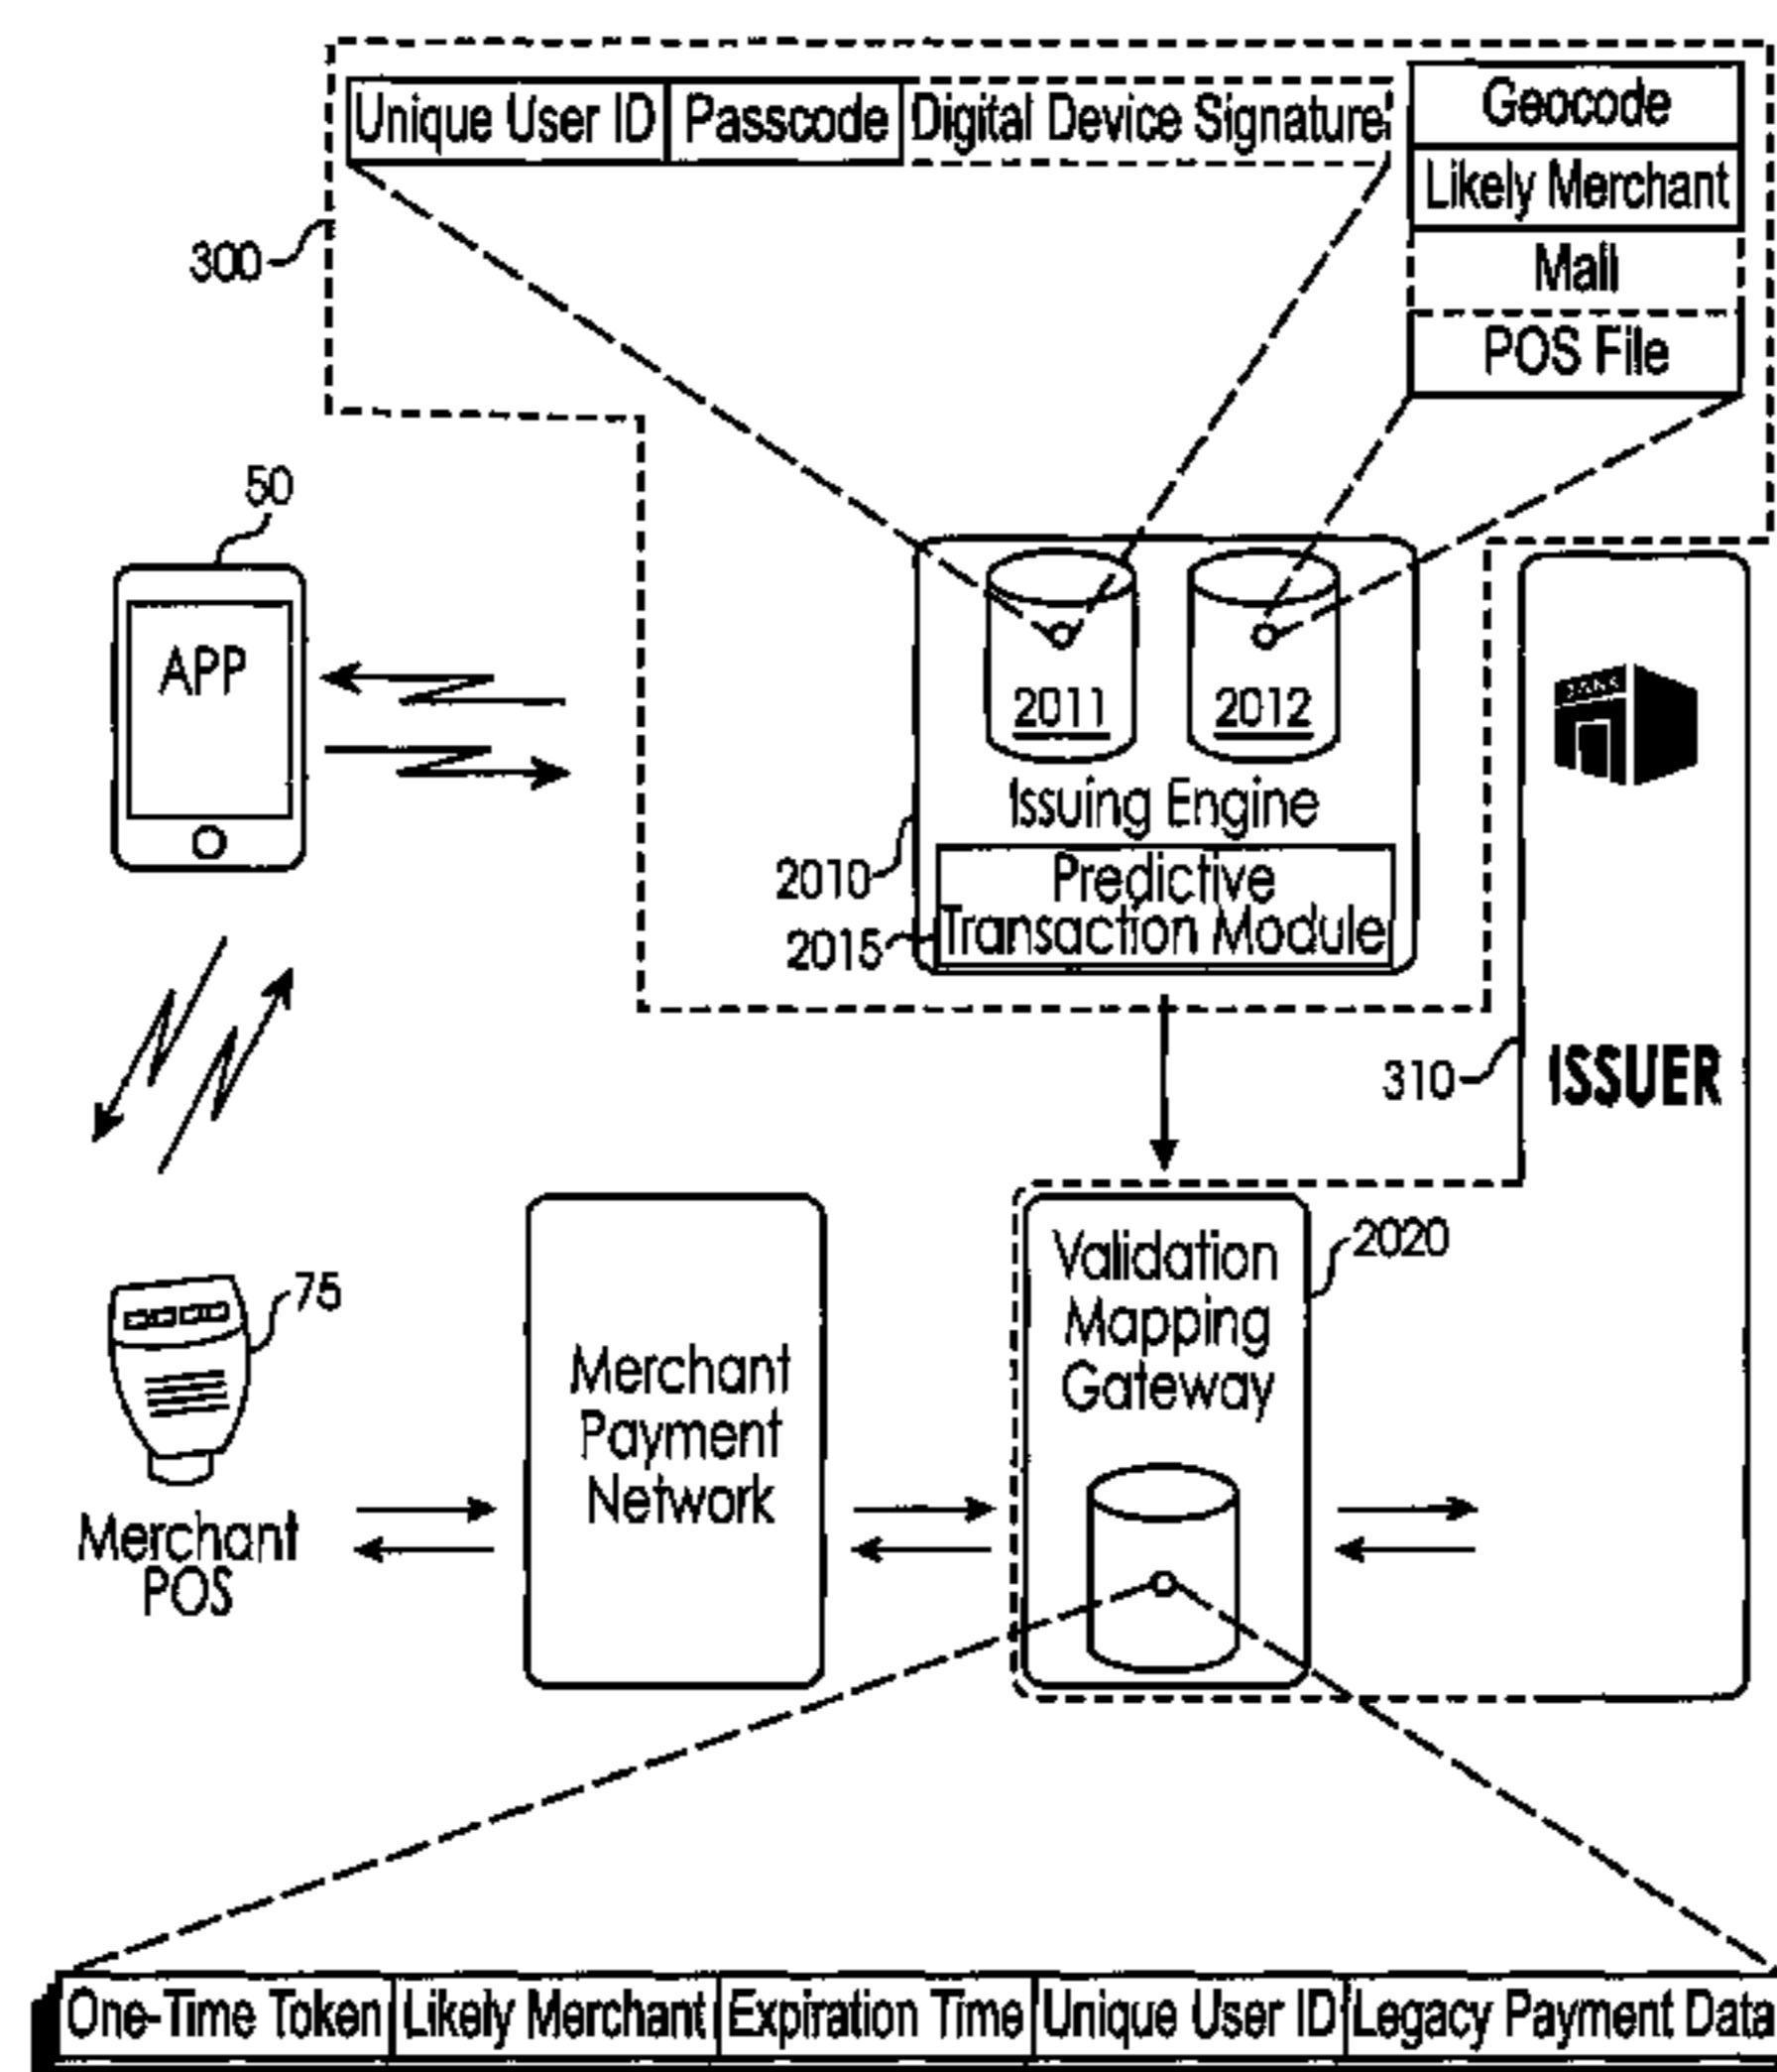 Unique User ID Passcode Digital Device Signature
Geocode
Likely Merchant
Mall
POS File
300
50
APP
2011 2012
Issuing Engine
2010
Predictive
Transaction Module
2015
310
ISSUER
2020
Validation
Mapping
Gateway
75
Merchant
Payment
Network
Merchant
POS
One-Time Token Likely Merchant Expiration Time Unique User ID Legacy Payment Data